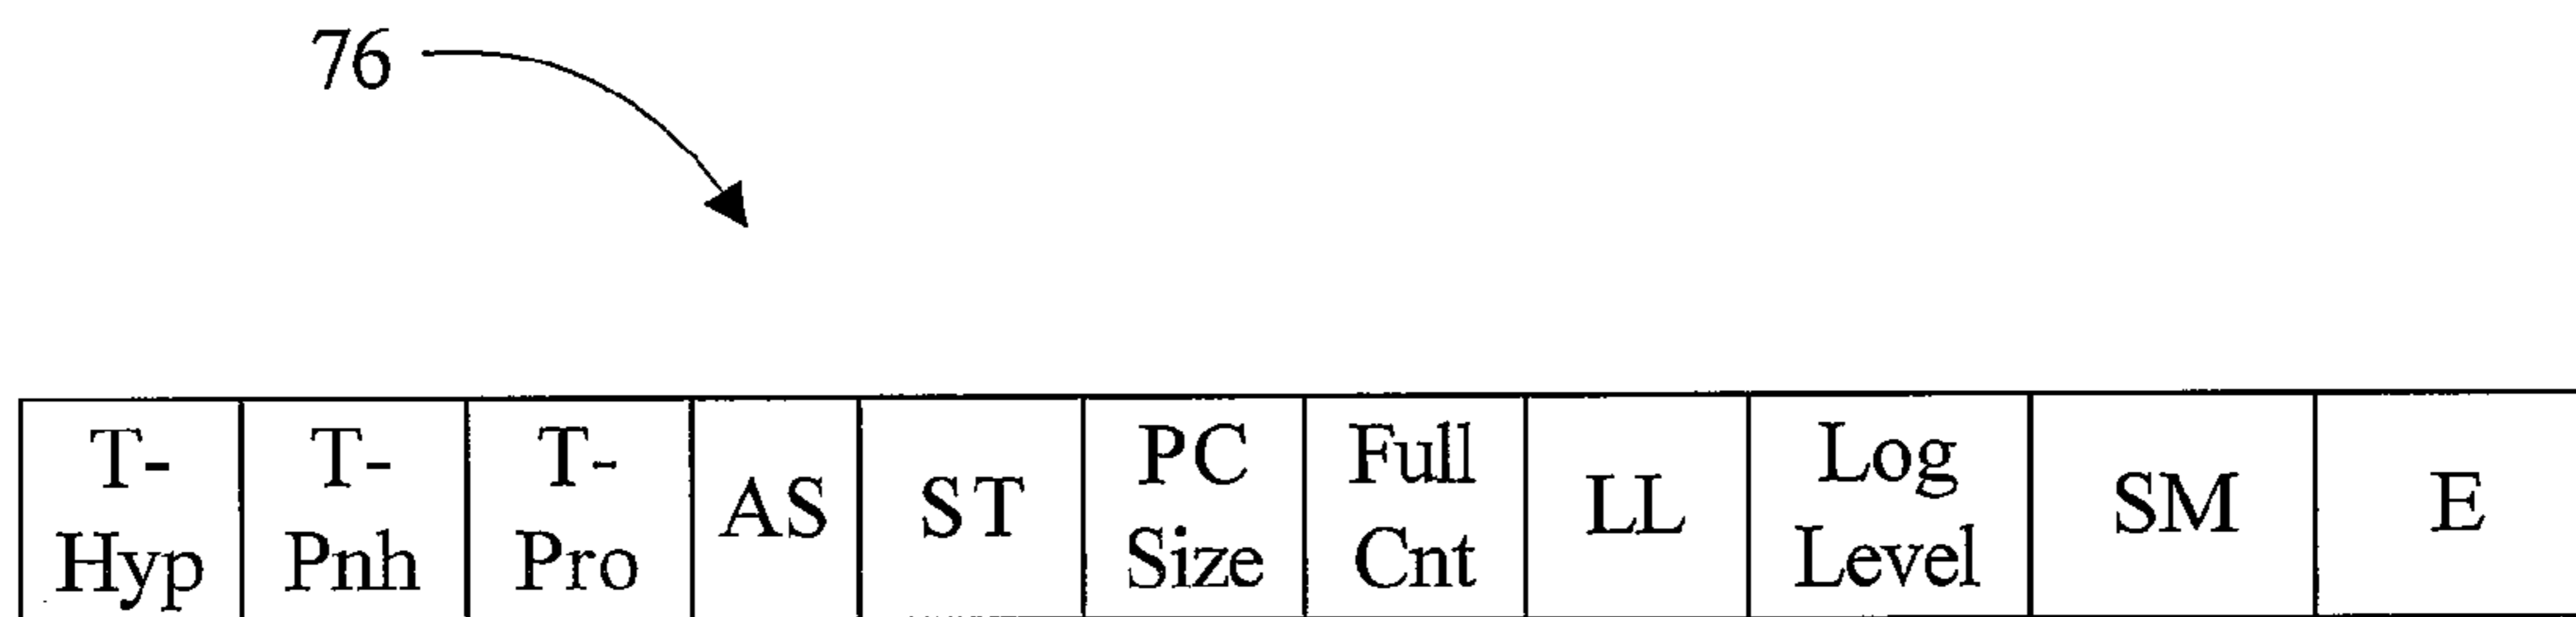 76
T-Hyp
T-Pnh
T-Pro
AS
ST
PC Size
Full Cnt
LL
Log Level
SM
E